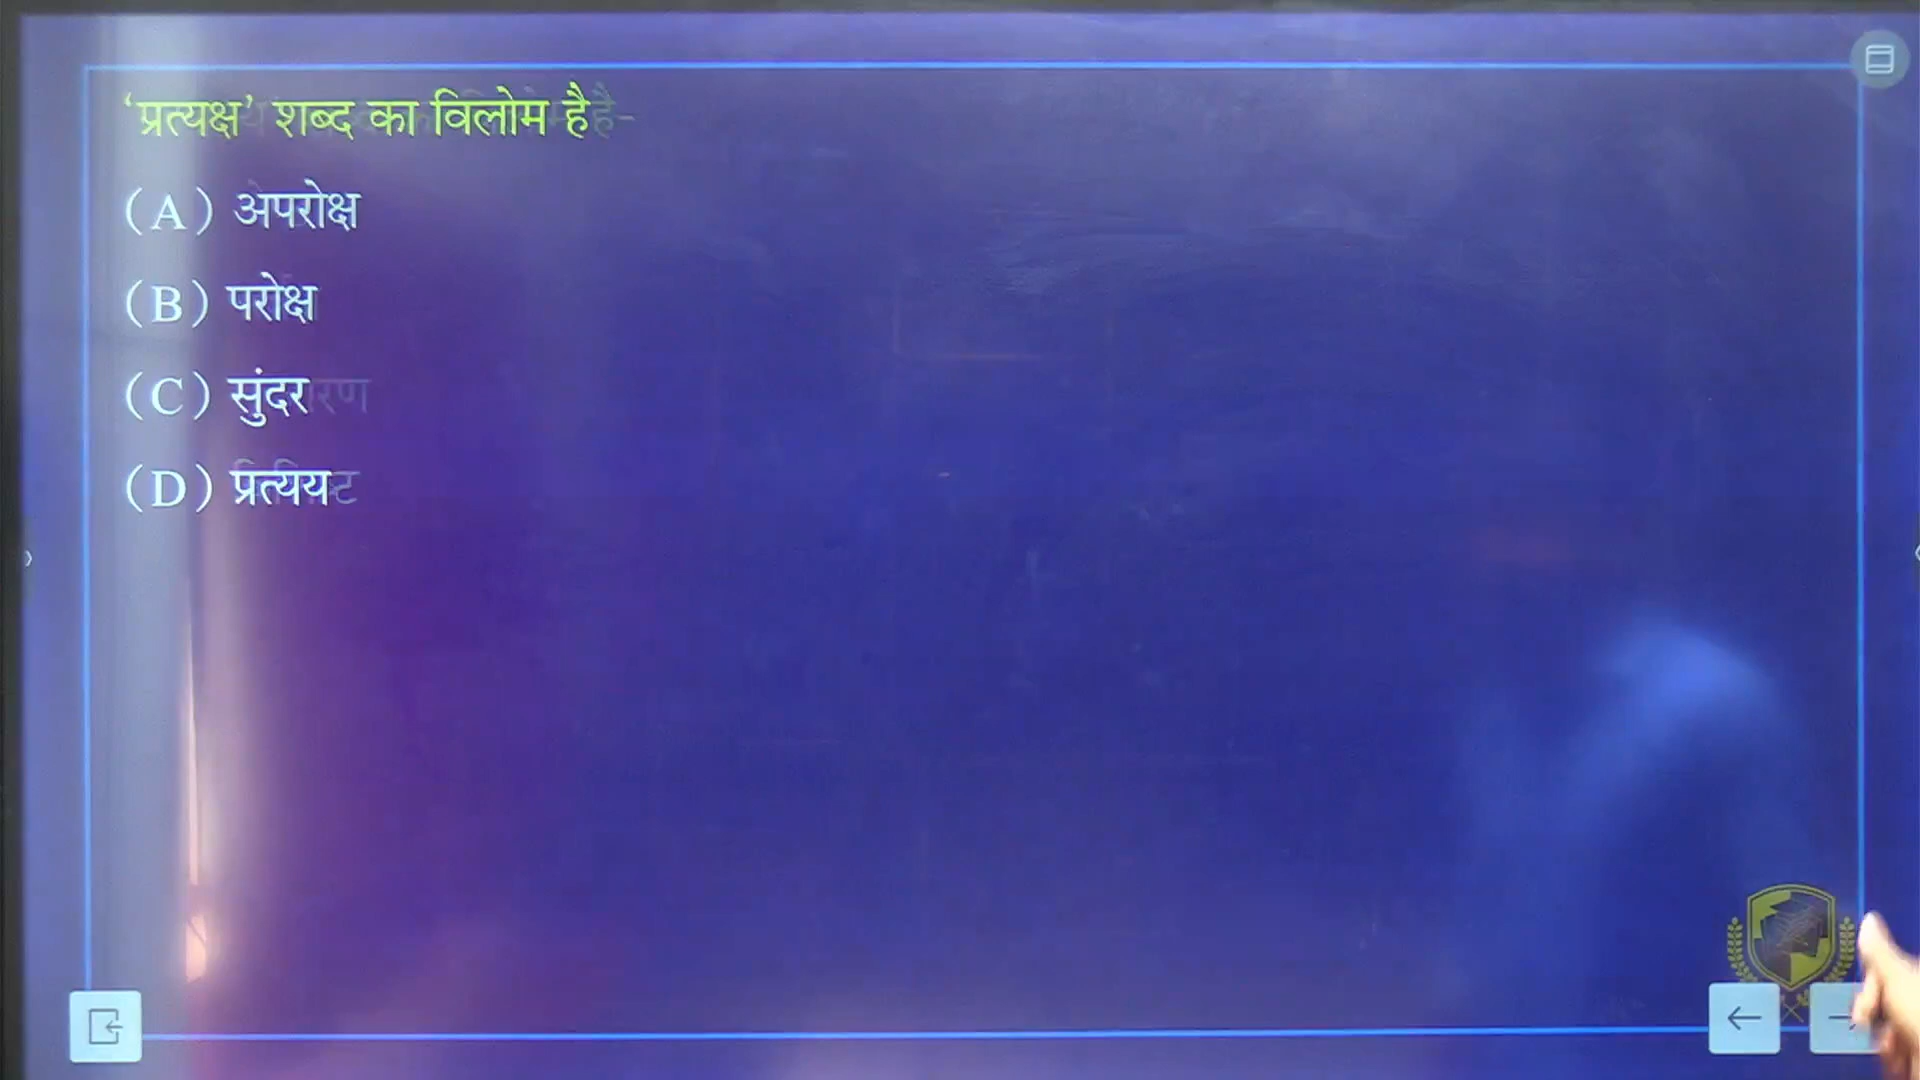 ‘प्रत्यक्ष’ शब्द का विलोम है
(A) अपरोक्ष
(B) परोक्ष
(C) सुंदर
(D) प्रत्यय